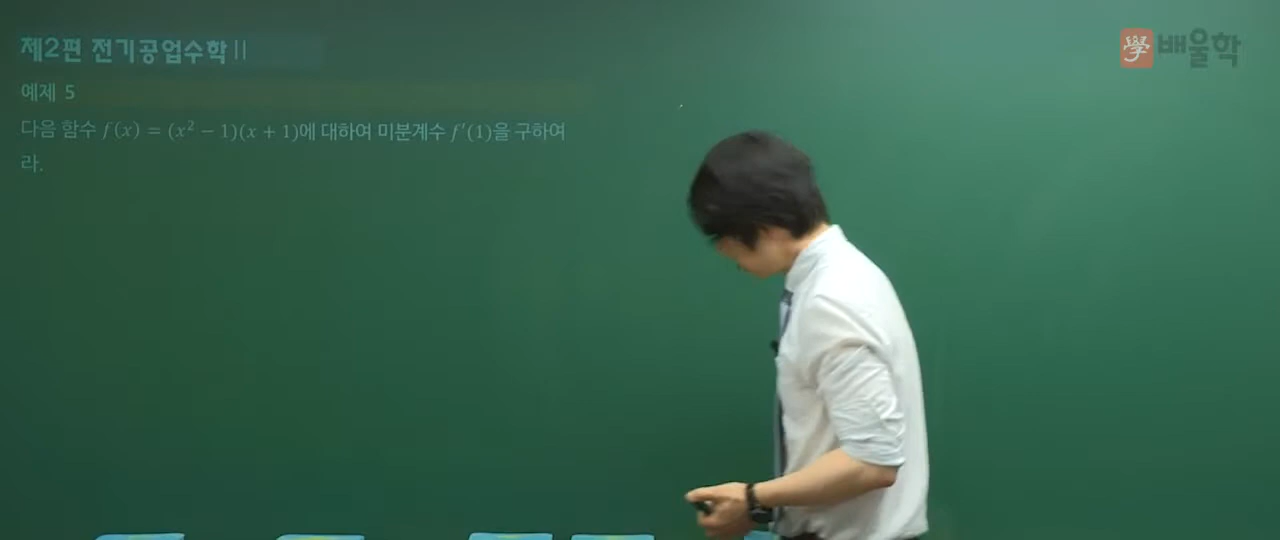 제2편 전기공업수학 II
學 배울학
예제 5
다음 함수 f(x) = (x² − 1)(x + 1)에 대하여 미분계수 f′(1)을 구하여
라.